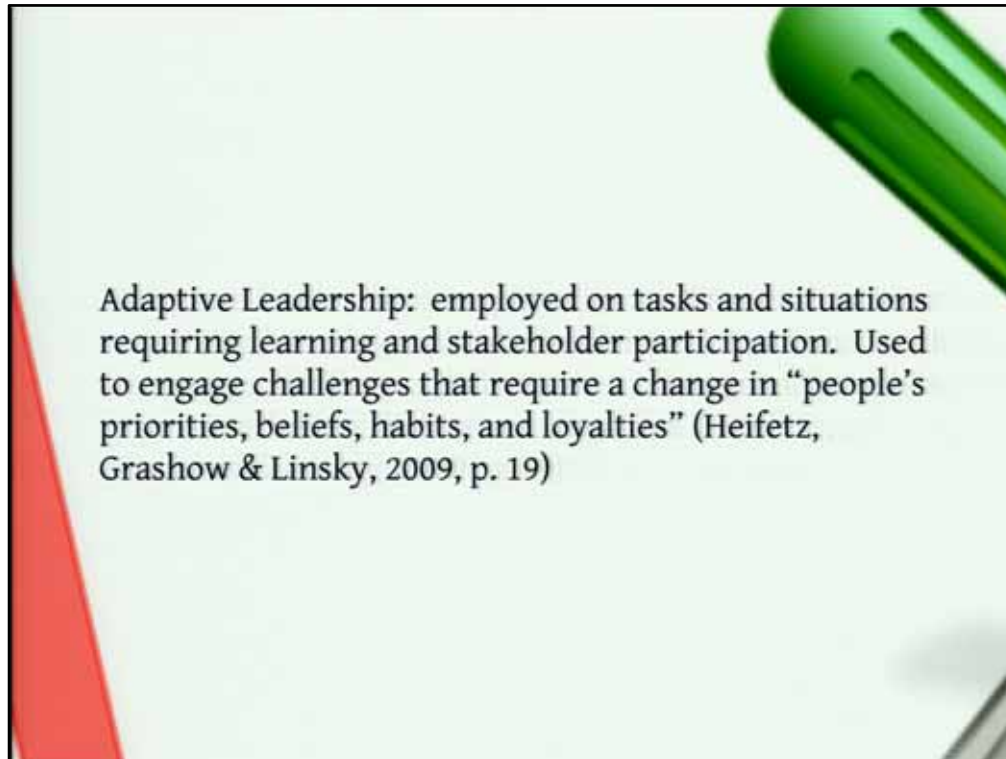 Adaptive Leadership:  employed on tasks and situations
requiring learning and stakeholder participation.  Used
to engage challenges that require a change in “people’s
priorities, beliefs, habits, and loyalties” (Heifetz,
Grashow & Linsky, 2009, p. 19)